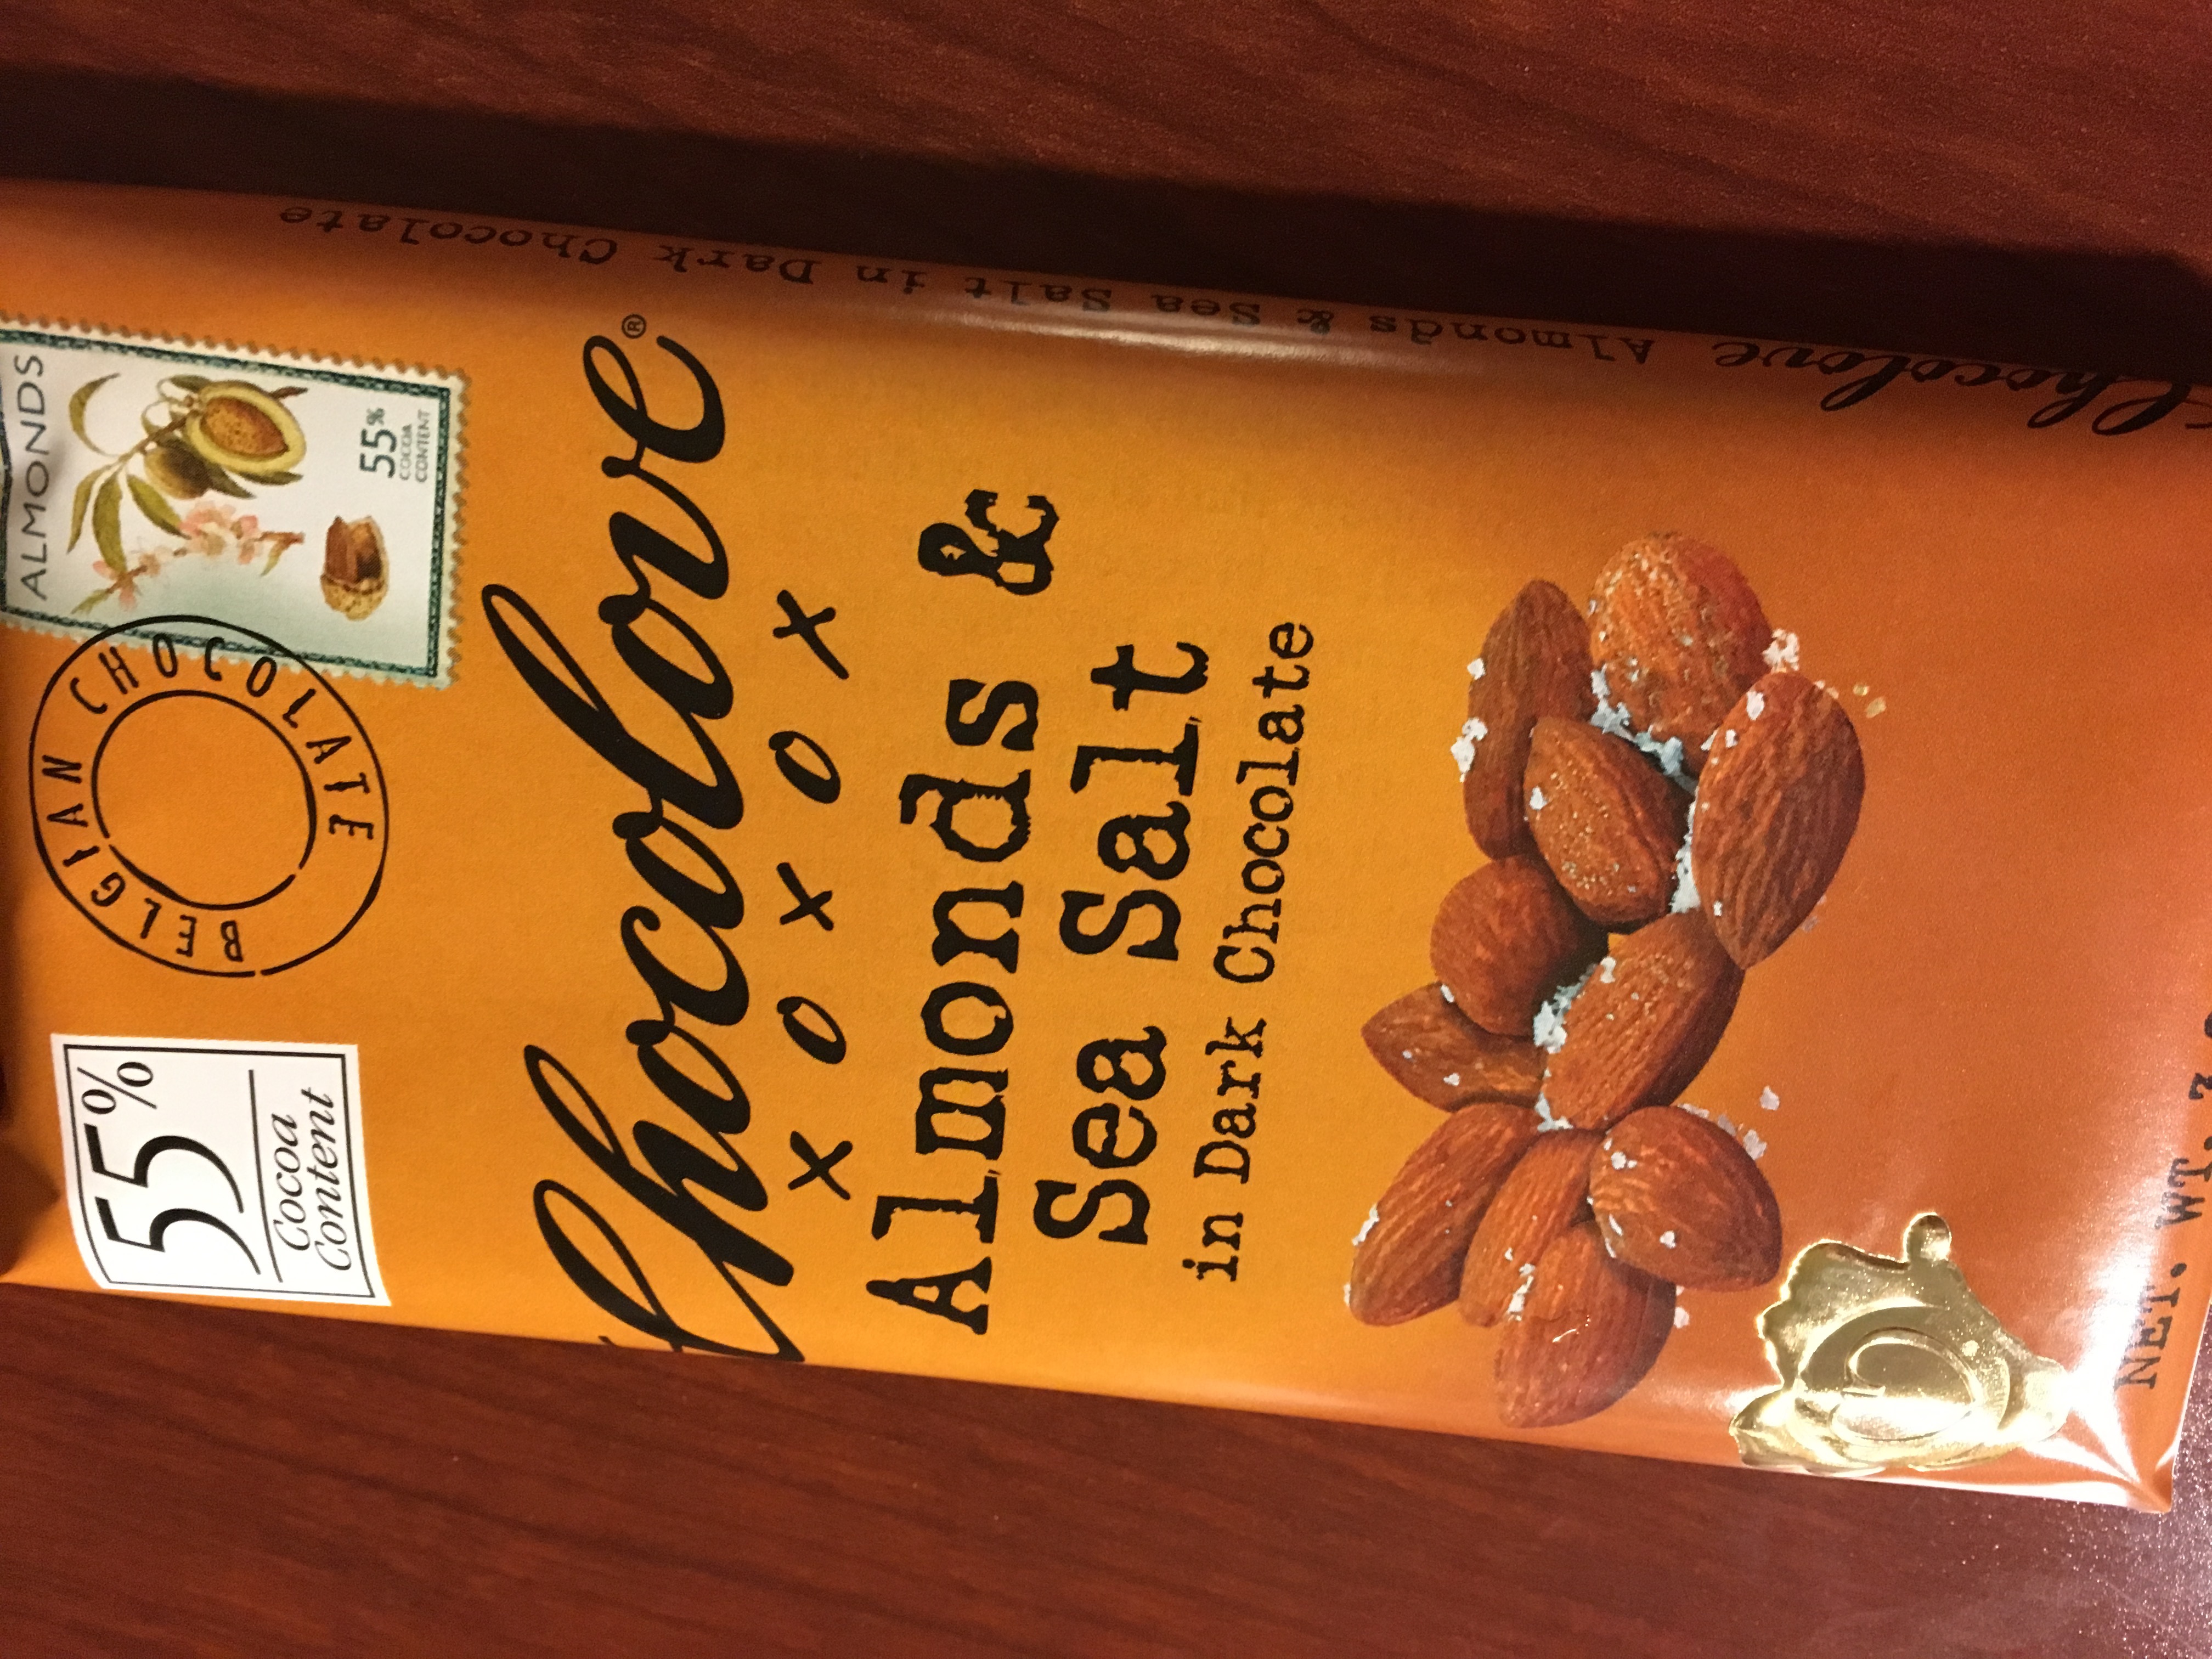 55%
Cocoa
Content
BELGIAN CHOCOLATE
ALMONDS
55%
COCOA
CONTENT
Chocolove®
x o x o x
Almonds &
Sea Salt
in Dark Chocolate
NET. WT.
Chocolove Almonds & Sea Salt in Dark Chocolate